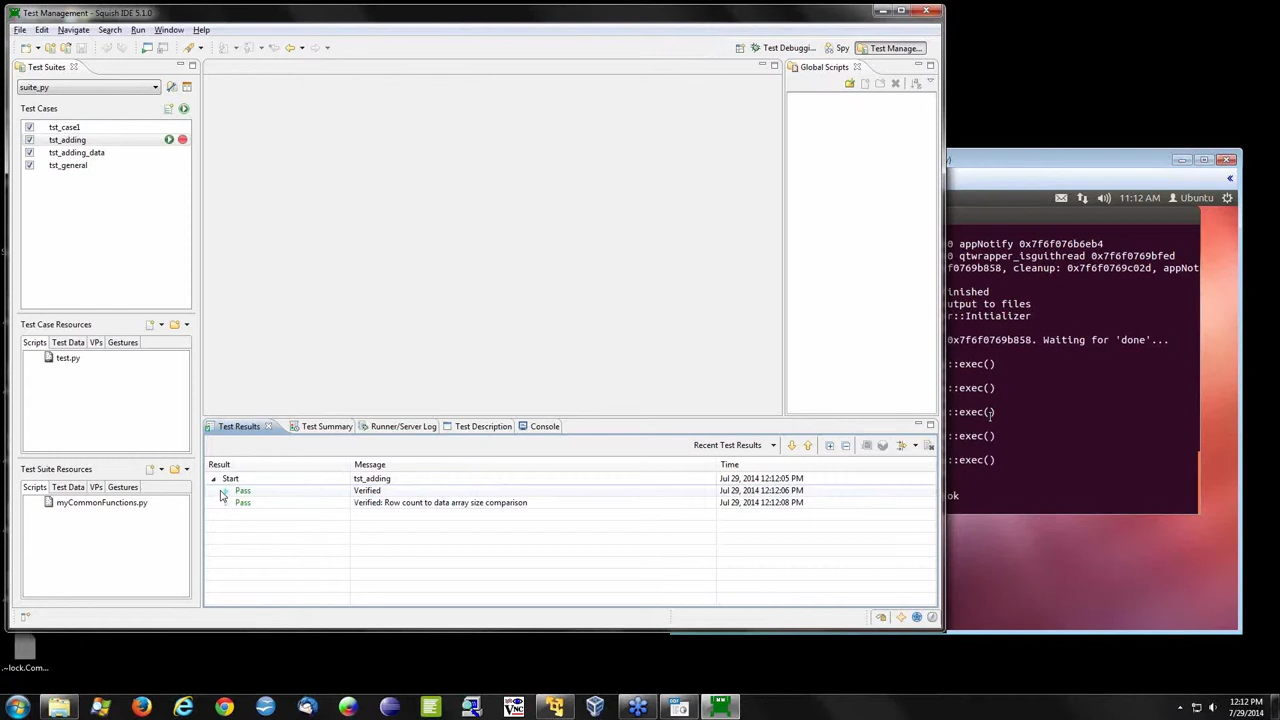 Test Management - Squish IDE 5.1.0
File Edit Navigate Search Run Window Help
Test Debuggi... Spy Test Manage...
Test Suites
suite_py
Test Cases
tst_case1
tst_adding
tst_adding_data
tst_general
Test Case Resources
Scripts Test Data VPs Gestures
test.py
Test Suite Resources
Scripts Test Data VPs Gestures
myCommonFunctions.py
Global Scripts
Test Results Test Summary Runner/Server Log Test Description Console
Recent Test Results
Result Message Time
Start tst_adding Jul 29, 2014 12:12:05 PM
Pass Verified Jul 29, 2014 12:12:06 PM
Pass Verified: Row count to data array size comparison Jul 29, 2014 12:12:08 PM
)
11:12 AM Ubuntu
0 appNotify 0x7f6f076b6eb4
0 qtwrapper_isguithread 0x7f6f0769bfed
f0769b858, cleanup: 0x7f6f0769c02d, appNot
inished
output to files
r::Initializer
0x7f6f0769b858. Waiting for 'done'...
::exec()
::exec()
::exec()
::exec()
::exec()
ok
.~lock.Com...
12:12 PM
7/29/2014